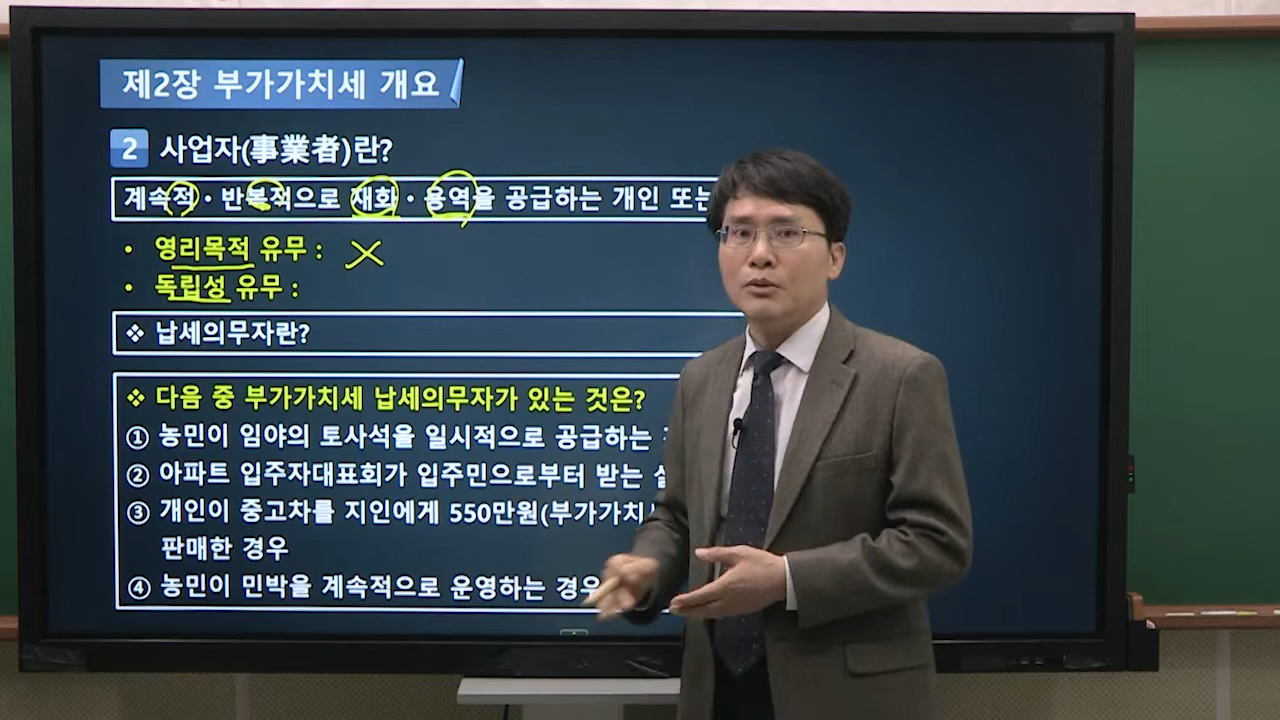 제2장 부가가치세 개요
2 사업자(事業者)란?
계속적·반복적으로 재화·용역을 공급하는 개인 또는
• 영리목적 유무 : X
• 독립성 유무 :
❖ 납세의무자란?
❖ 다음 중 부가가치세 납세의무자가 있는 것은?
① 농민이 임야의 토사석을 일시적으로 공급하는
② 아파트 입주자대표회가 입주민으로부터 받는
③ 개인이 중고차를 지인에게 550만원(부가가치
판매한 경우
④ 농민이 민박을 계속적으로 운영하는 경우